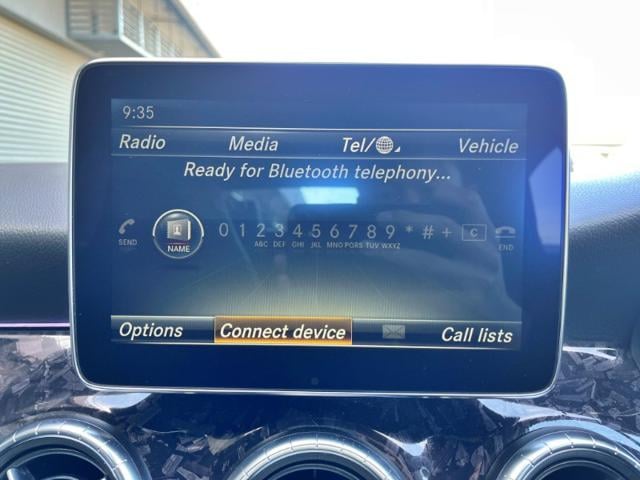 9:35
Radio Media Tel/ Vehicle
Ready for Bluetooth telephony...
0 1 2 3 4 5 6 7 8 9 * # + C
SEND NAME ABC DEF GHI JKL MNO PQRS TUV WXYZ END
Options Connect device Call lists